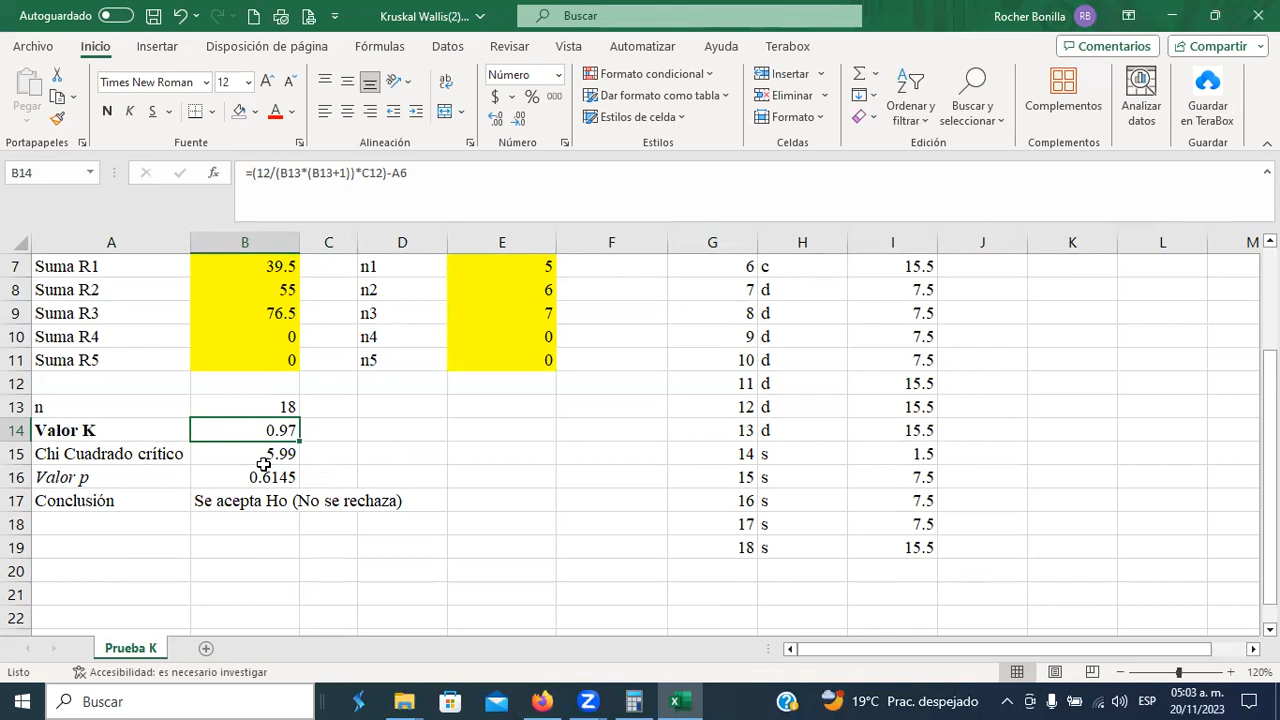 Autoguardado
Kruskal Wallis(2)...
Buscar
Rocher Bonilla
RB
Archivo Inicio Insertar Disposición de página Fórmulas Datos Revisar Vista Automatizar Ayuda Terabox
Comentarios
Compartir
Pegar
Portapapeles
Times New Roman
12
N K S
Fuente
Alineación
Número
$ % 000
Número
Formato condicional
Dar formato como tabla
Estilos de celda
Estilos
Insertar
Eliminar
Formato
Celdas
Ordenar y filtrar
Buscar y seleccionar
Edición
Complementos
Complementos
Analizar datos
Guardar en TeraBox
Guardar
B14
fx
=(12/(B13*(B13+1))*C12)-A6
A B C D E F G H I J K L M
7 Suma R1 39.5 n1 5 6 c 15.5
8 Suma R2 55 n2 6 7 d 7.5
9 Suma R3 76.5 n3 7 8 d 7.5
10 Suma R4 0 n4 0 9 d 7.5
11 Suma R5 0 n5 0 10 d 7.5
12 11 d 15.5
13 n 18 12 d 15.5
14 Valor K 0.97 13 d 15.5
15 Chi Cuadrado crítico 5.99 14 s 1.5
16 Valor p 0.6145 15 s 7.5
17 Conclusión Se acepta Ho (No se rechaza) 16 s 7.5
18 17 s 7.5
19 18 s 15.5
20
21
22
Prueba K
Listo
Accesibilidad: es necesario investigar
120%
Buscar
19°C Parc. despejado
ESP
05:03 a. m.
20/11/2023